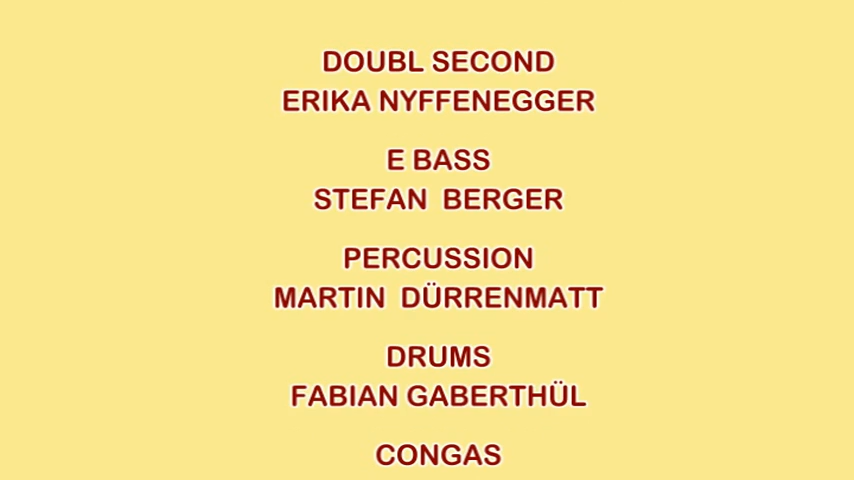 DOUBL SECOND
ERIKA NYFFENEGGER
E BASS
STEFAN  BERGER
PERCUSSION
MARTIN  DÜRRENMATT
DRUMS
FABIAN GABERTHÜL
CONGAS